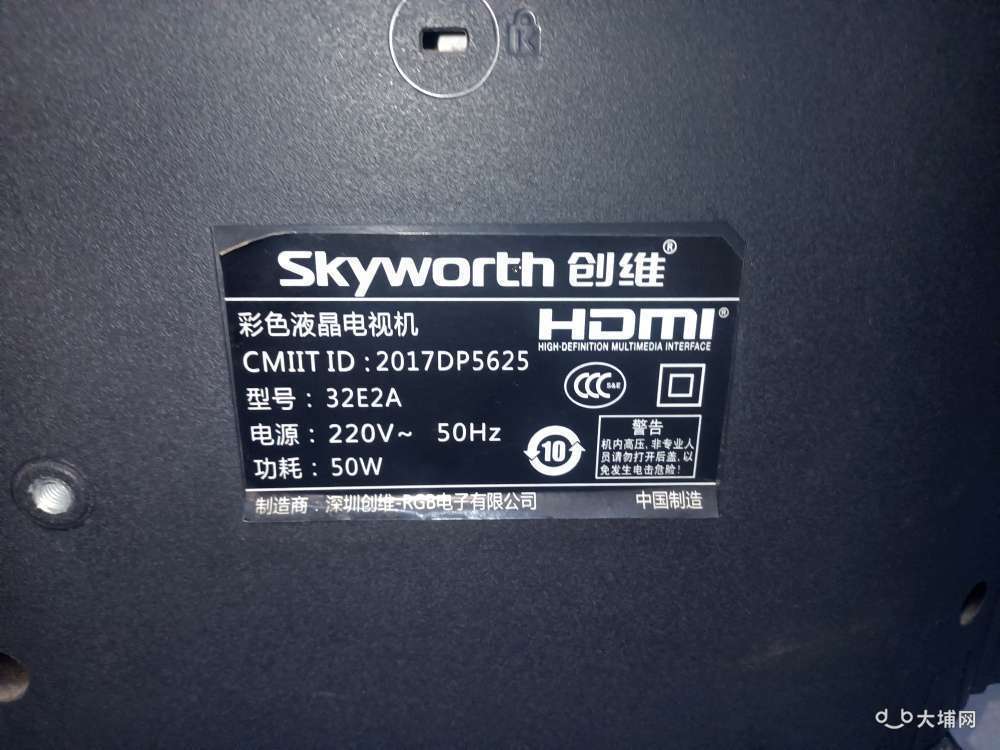 Skyworth 创维®
彩色液晶电视机
HDMI®
HIGH-DEFINITION MULTIMEDIA INTERFACE
CMIIT ID：2017DP5625
型号：32E2A
CCC S&E
电源：220V~ 50Hz
功耗：50W
10
警告
机内高压,非专业人
员请勿打开后盖,以
免发生电击危险!
制造商：深圳创维-RGB电子有限公司 中国制造
大埔网